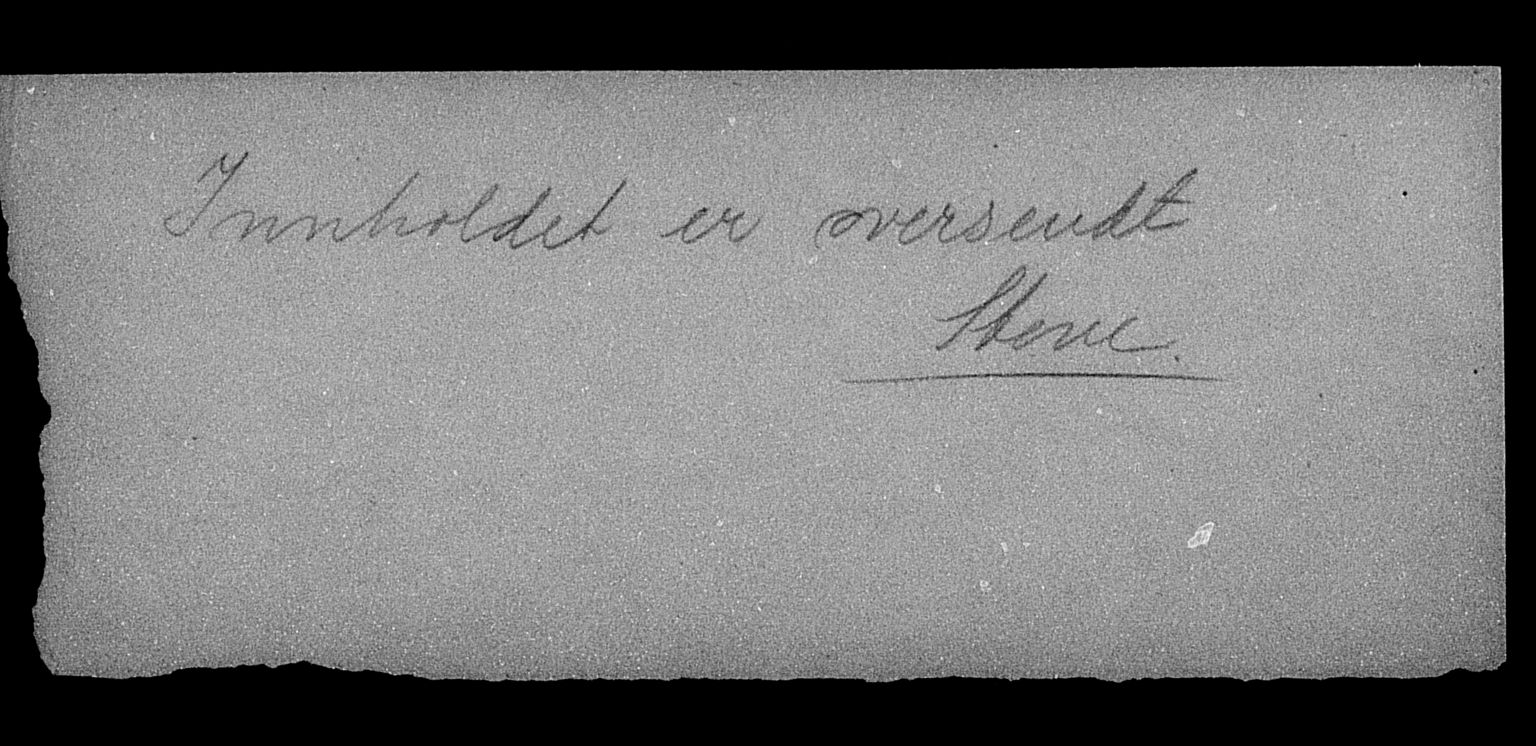 Innholdet er oversendt
Stene.